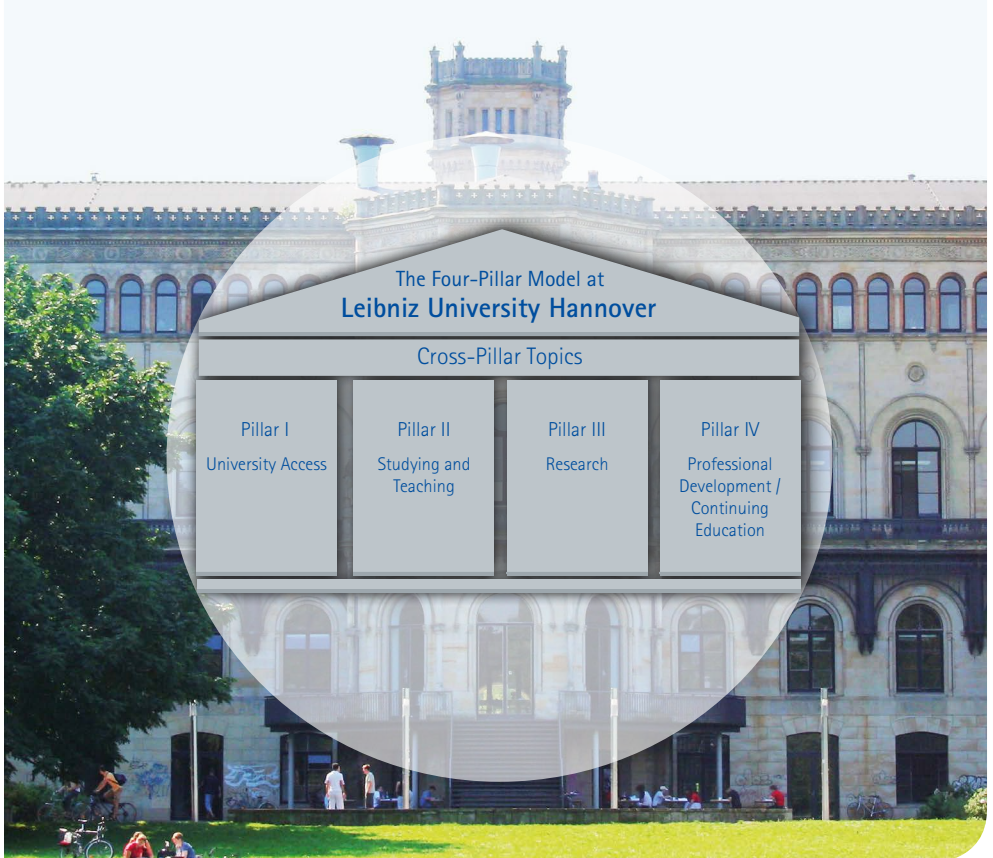 The Four-Pillar Model at
Leibniz University Hannover
Cross-Pillar Topics
Pillar I
University Access
Pillar II
Studying and
Teaching
Pillar III
Research
Pillar IV
Professional
Development /
Continuing
Education